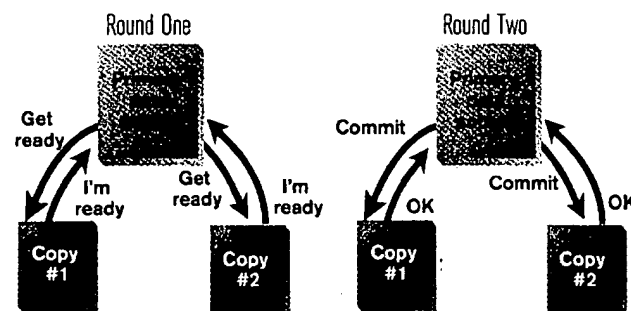 Round One
Get
ready
I'm
ready
Get
ready
I'm
ready
Copy
#1
Copy
#2
Round Two
Commit
OK
Commit
OK
Copy
#1
Copy
#2